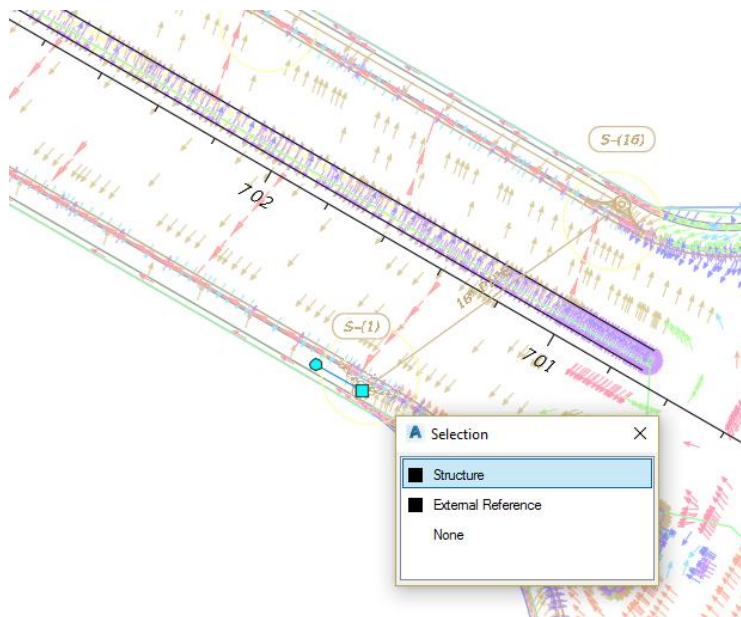 S-(16)
702
S-(1)
701
Selection
Structure
External Reference
None